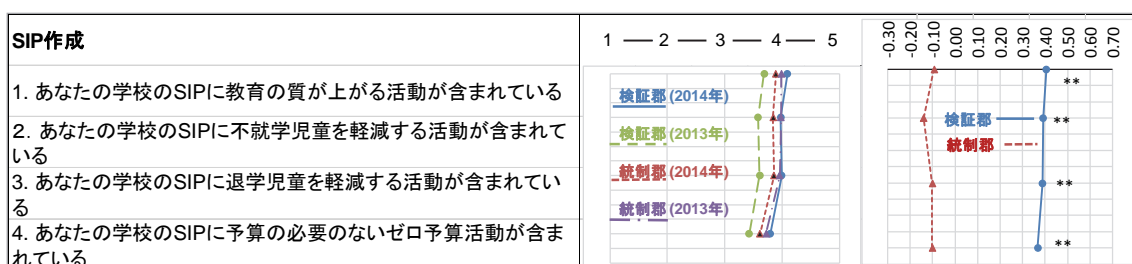 SIP作成
1 2 3 4 5
-0.30 -0.20 -0.10 0.00 0.10 0.20 0.30 0.40 0.50 0.60 0.70
1. あなたの学校のSIPに教育の質が上がる活動が含まれている
2. あなたの学校のSIPに不就学児童を軽減する活動が含まれて
いる
3. あなたの学校のSIPに退学児童を軽減する活動が含まれてい
る
4. あなたの学校のSIPに予算の必要のないゼロ予算活動が含ま
れている
検証郡 (2014年)
検証郡 (2013年)
統制郡 (2014年)
統制郡 (2013年)
**
検証郡
**
統制郡
**
**